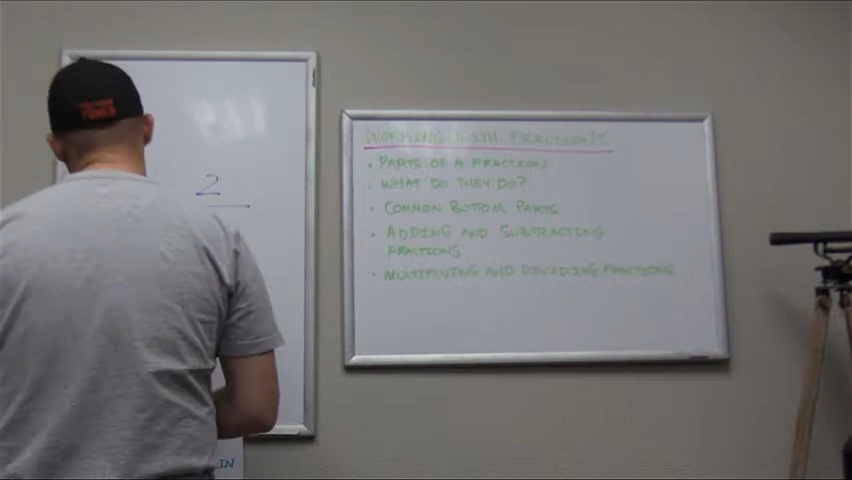 2
WORKING WITH FRACTIONS
• PARTS OF A FRACTION
• WHAT DO THEY DO?
• COMMON BOTTOM PARTS
• ADDING AND SUBTRACTING
FRACTIONS
• MULTIPLYING AND DIVIDING FRACTIONS